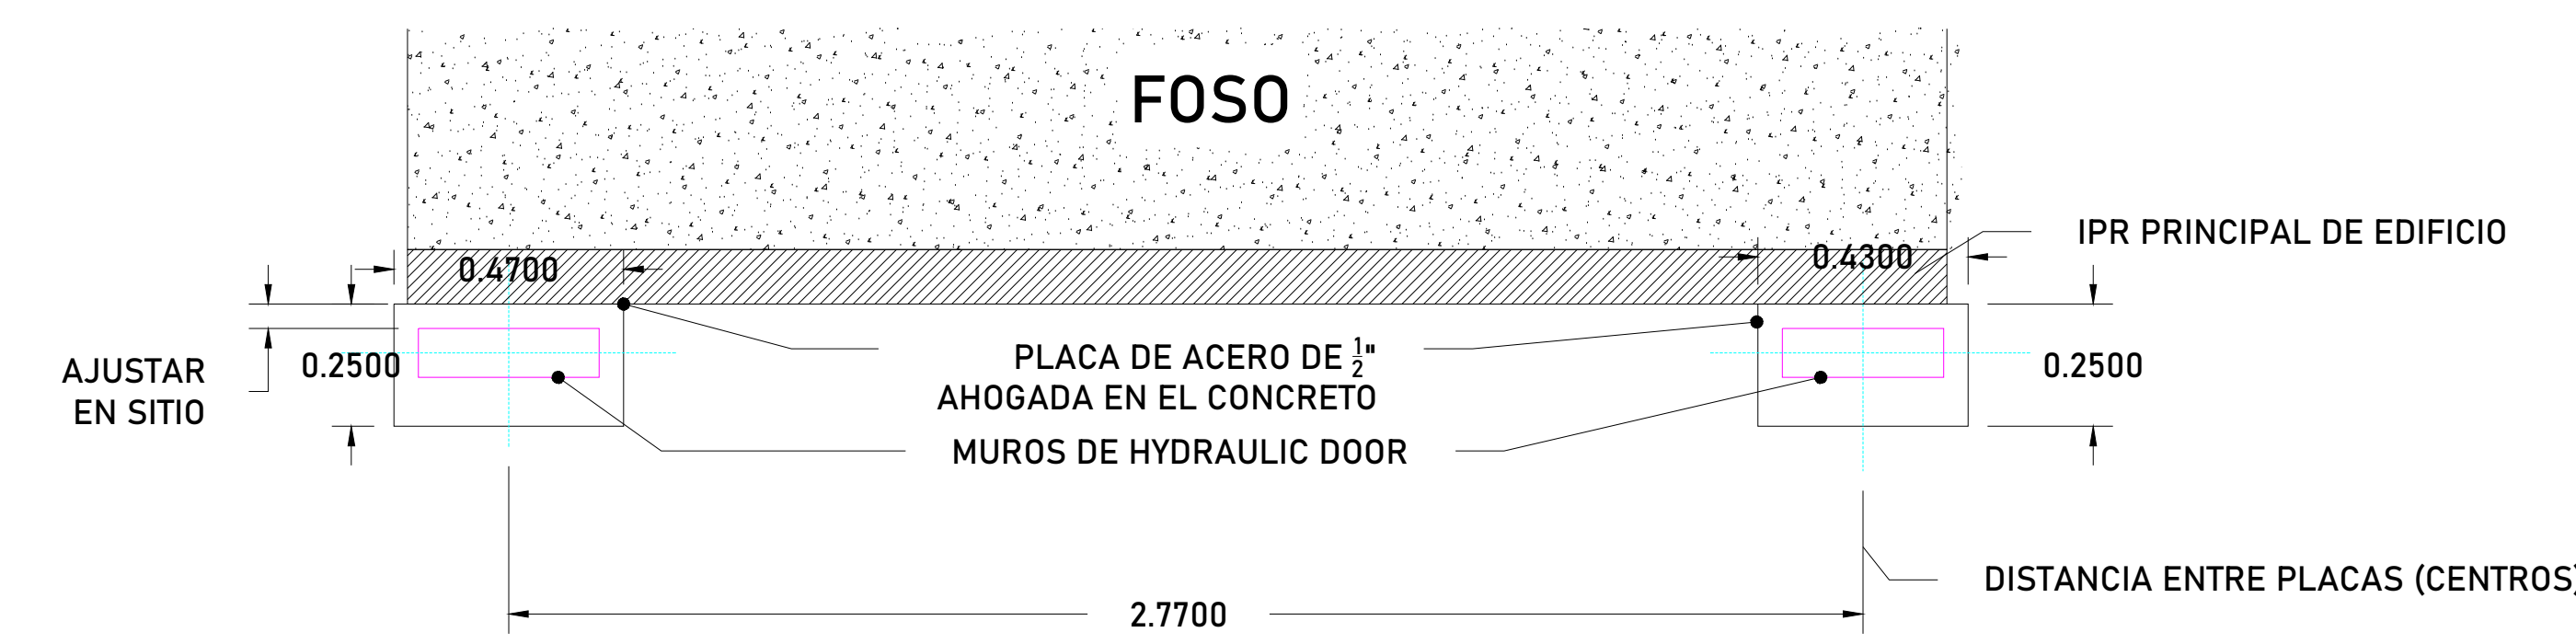 FOSO
IPR PRINCIPAL DE EDIFICIO
0.4700
0.4300
AJUSTAR
EN SITIO
0.2500
PLACA DE ACERO DE 1/2"
AHOGADA EN EL CONCRETO
0.2500
MUROS DE HYDRAULIC DOOR
DISTANCIA ENTRE PLACAS (CENTROS)
2.7700